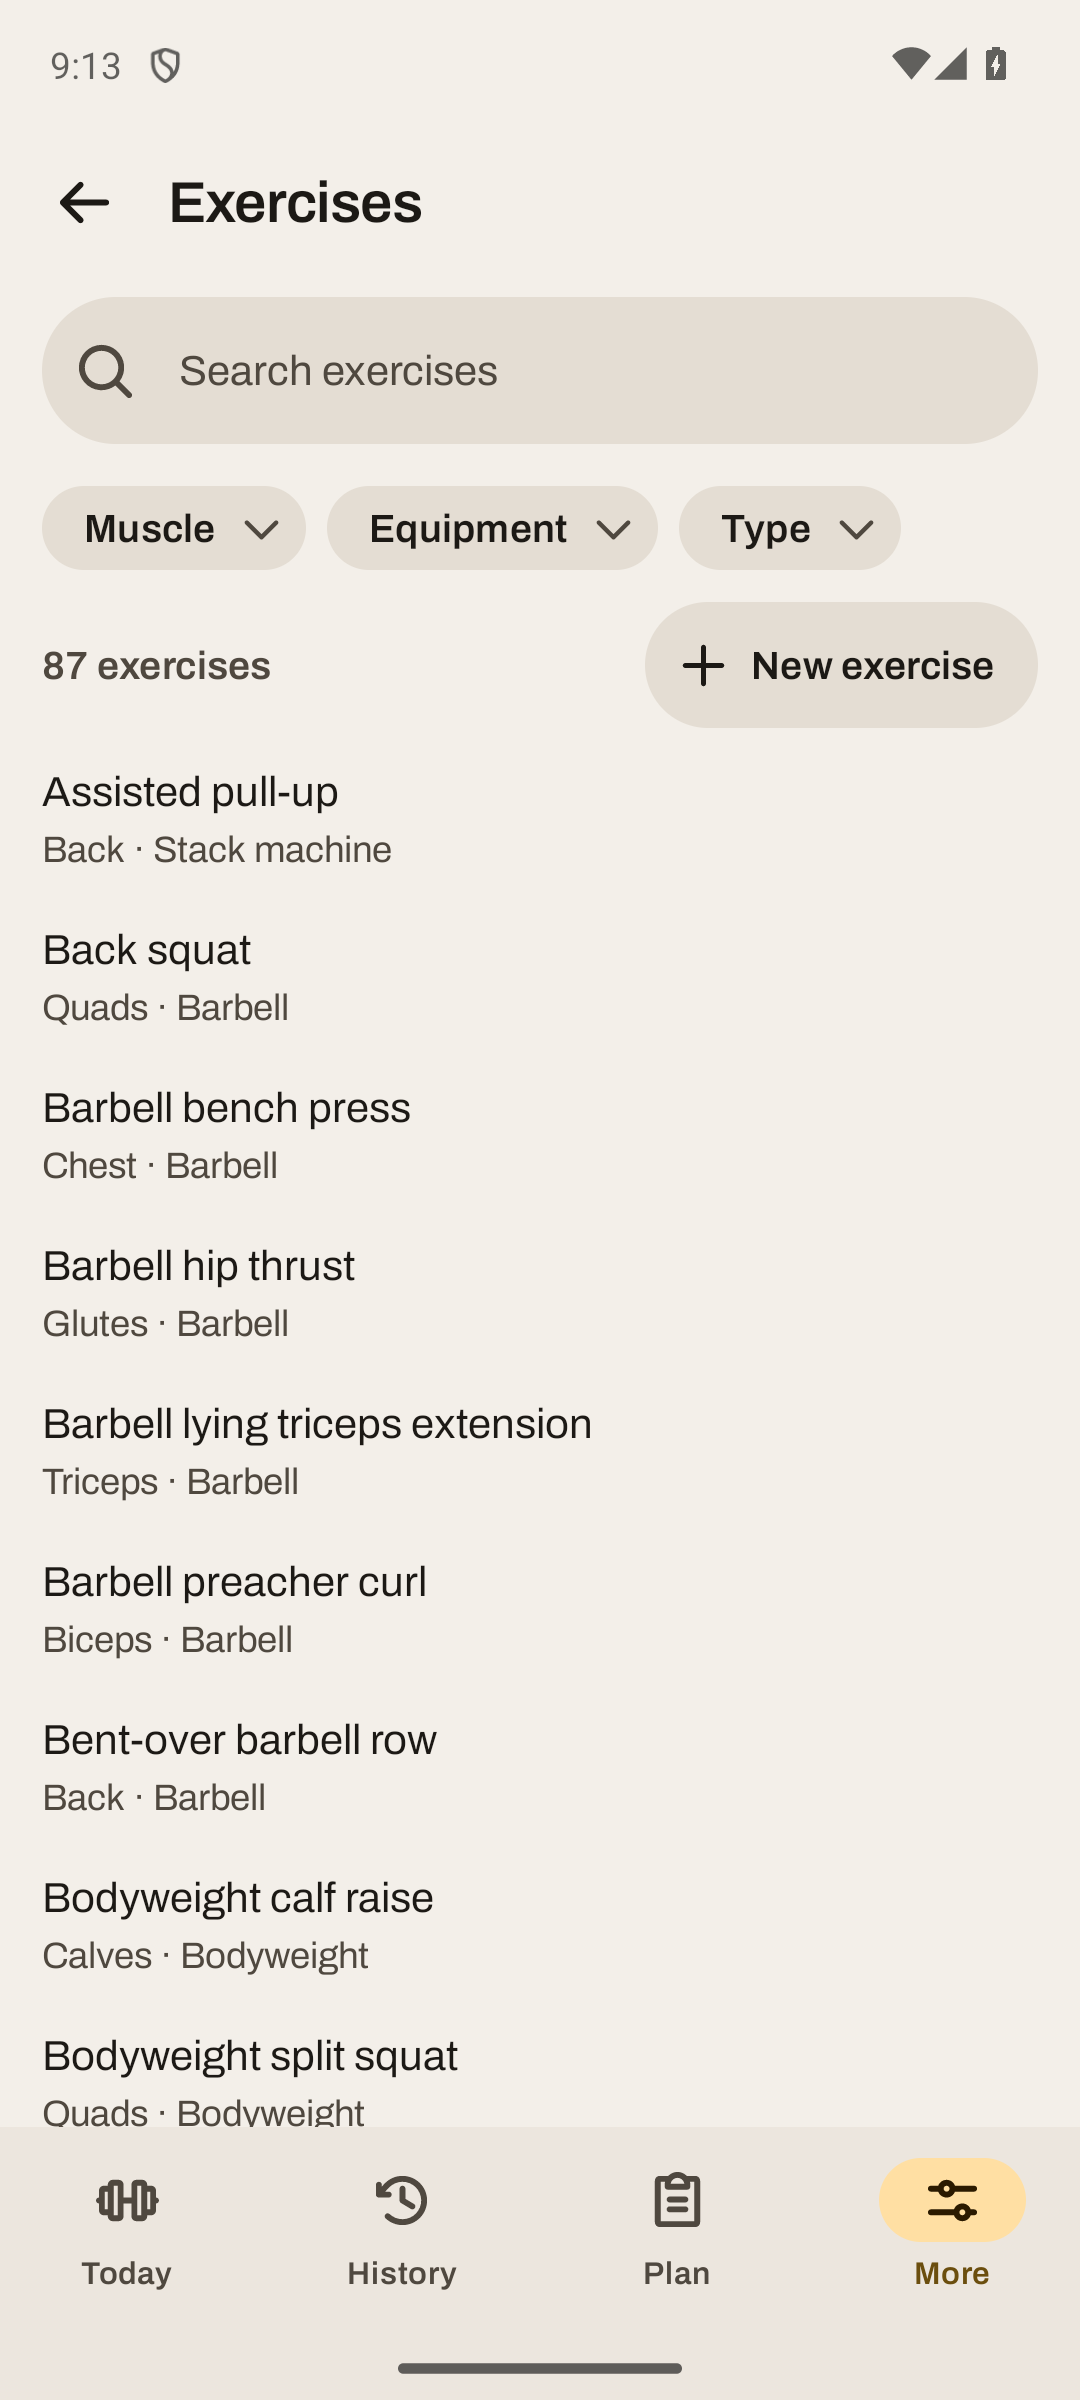 9:13
Exercises
Search exercises
Muscle
Equipment
Type
87 exercises
New exercise
Assisted pull-up
Back · Stack machine
Back squat
Quads · Barbell
Barbell bench press
Chest · Barbell
Barbell hip thrust
Glutes · Barbell
Barbell lying triceps extension
Triceps · Barbell
Barbell preacher curl
Biceps · Barbell
Bent-over barbell row
Back · Barbell
Bodyweight calf raise
Calves · Bodyweight
Bodyweight split squat
Quads · Bodyweight
Today
History
Plan
More